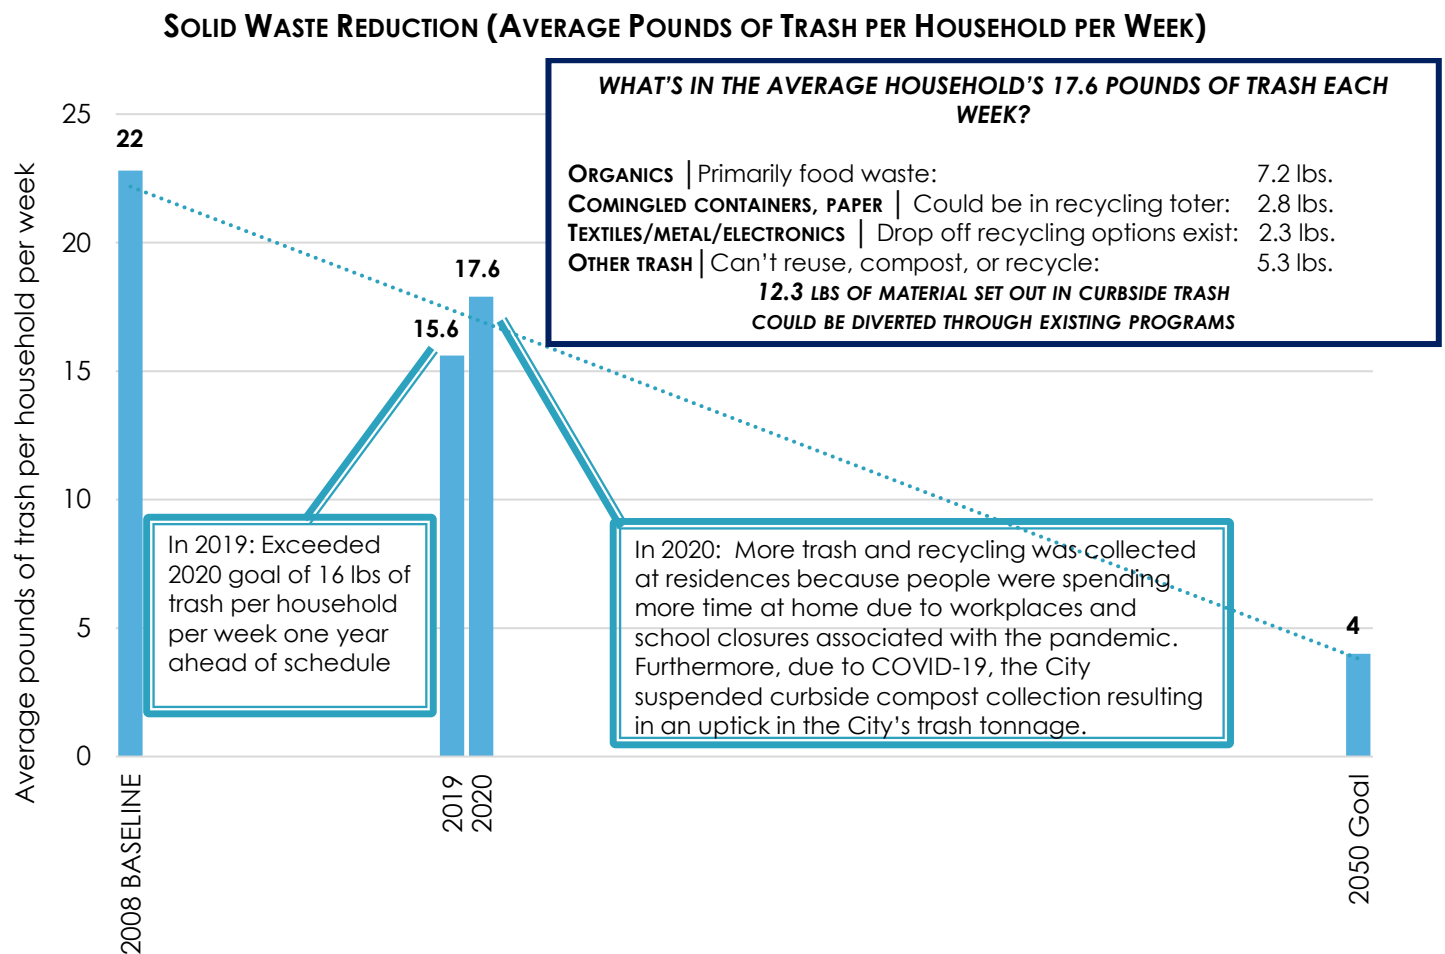 SOLID WASTE REDUCTION (AVERAGE POUNDS OF TRASH PER HOUSEHOLD PER WEEK)
WHAT'S IN THE AVERAGE HOUSEHOLD'S 17.6 POUNDS OF TRASH EACH
WEEK?
ORGANICS | Primarily food waste: 7.2 lbs.
COMINGLED CONTAINERS, PAPER | Could be in recycling toter: 2.8 lbs.
TEXTILES/METAL/ELECTRONICS | Drop off recycling options exist: 2.3 lbs.
OTHER TRASH | Can't reuse, compost, or recycle: 5.3 lbs.
12.3 LBS OF MATERIAL SET OUT IN CURBSIDE TRASH
COULD BE DIVERTED THROUGH EXISTING PROGRAMS
Average pounds of trash per household per week
25
20
15
10
5
0
22
15.6
17.6
4
In 2019: Exceeded
2020 goal of 16 lbs of
trash per household
per week one year
ahead of schedule
In 2020: More trash and recycling was collected
at residences because people were spending
more time at home due to workplaces and
school closures associated with the pandemic.
Furthermore, due to COVID-19, the City
suspended curbside compost collection resulting
in an uptick in the City's trash tonnage.
2008 BASELINE
2019
2020
2050 Goal